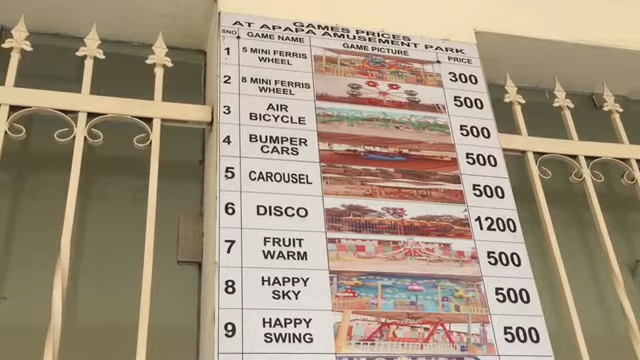 GAMES PRICES
AT APAPA AMUSEMENT PARK
SNO GAME NAME GAME PICTURE PRICE
1 5 MINI FERRIS WHEEL 300
2 8 MINI FERRIS WHEEL 500
3 AIR BICYCLE 500
4 BUMPER CARS 500
5 CAROUSEL 500
6 DISCO 1200
7 FRUIT WARM 500
8 HAPPY SKY 500
9 HAPPY SWING 500